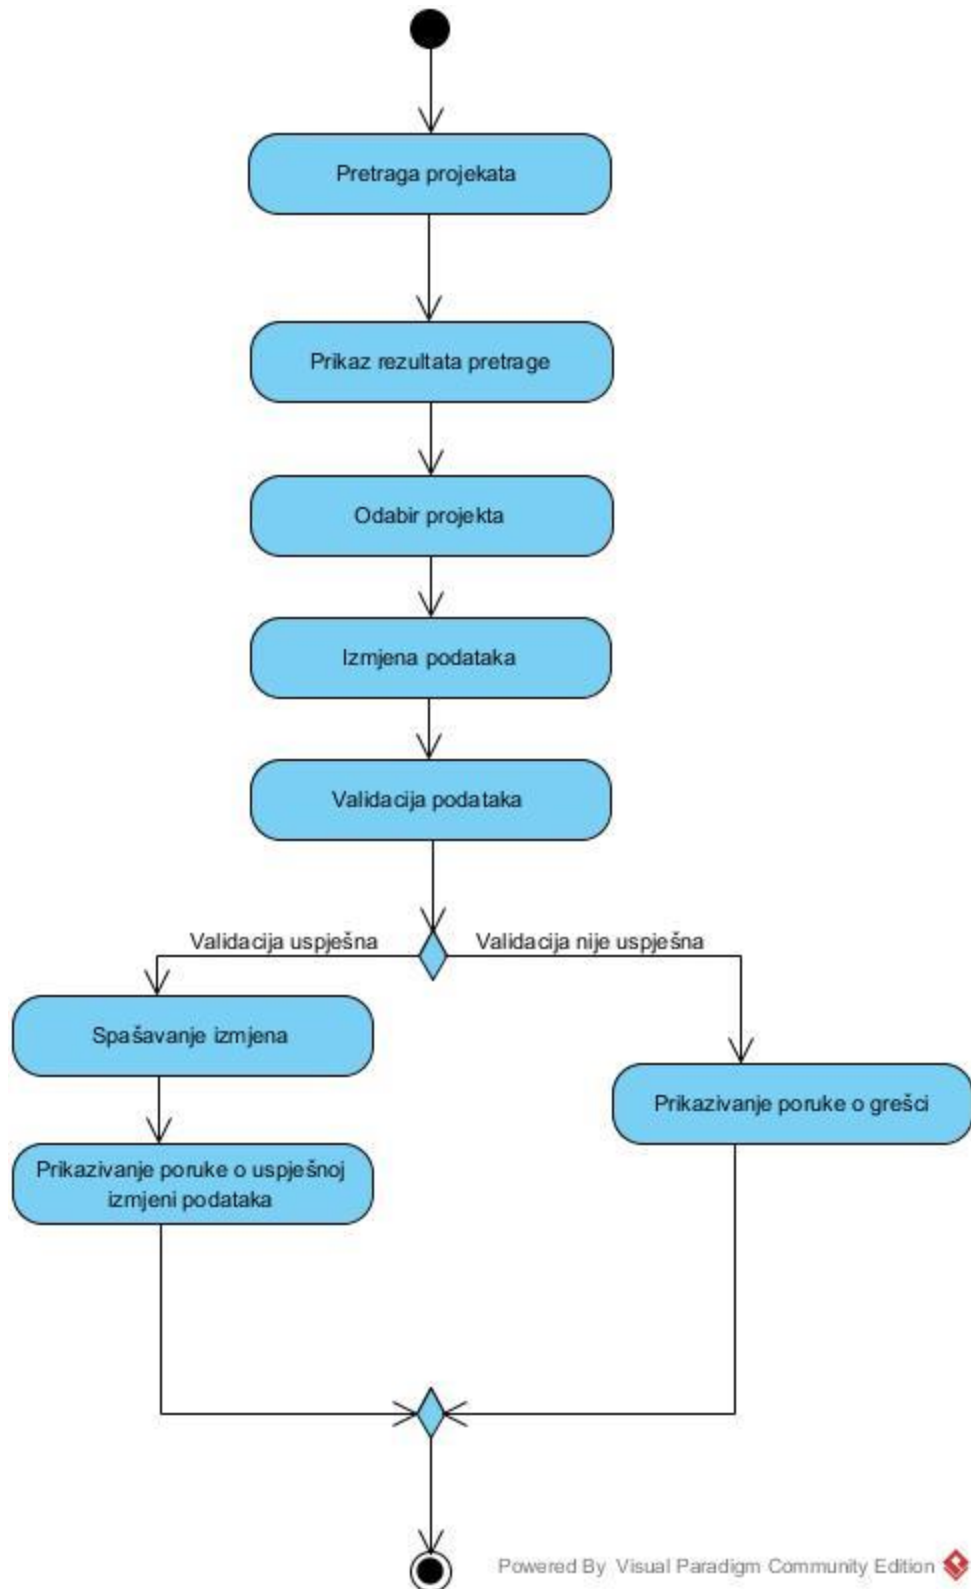 Pretraga projekata
Prikaz rezultata pretrage
Odabir projekta
Izmjena podataka
Validacija podataka
Validacija uspješna
Validacija nije uspješna
Spašavanje izmjena
Prikazivanje poruke o grešci
Prikazivanje poruke o uspješnoj
izmjeni podataka
Powered By Visual Paradigm Community Edition